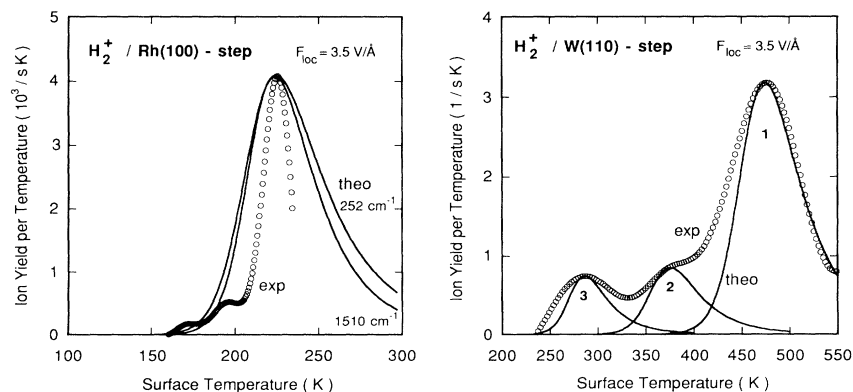 Ion Yield per Temperature ( 10³ / s K )
5
4
3
2
1
0
H₂⁺ / Rh(100) - step
F_loc = 3.5 V/Å
theo
252 cm⁻¹
exp
1510 cm⁻¹
100 150 200 250 300
Surface Temperature ( K )
Ion Yield per Temperature ( 1 / s K )
4
3
2
1
0
H₂⁺ / W(110) - step
F_loc = 3.5 V/Å
1
exp
theo
3
2
200 250 300 350 400 450 500 550
Surface Temperature ( K )